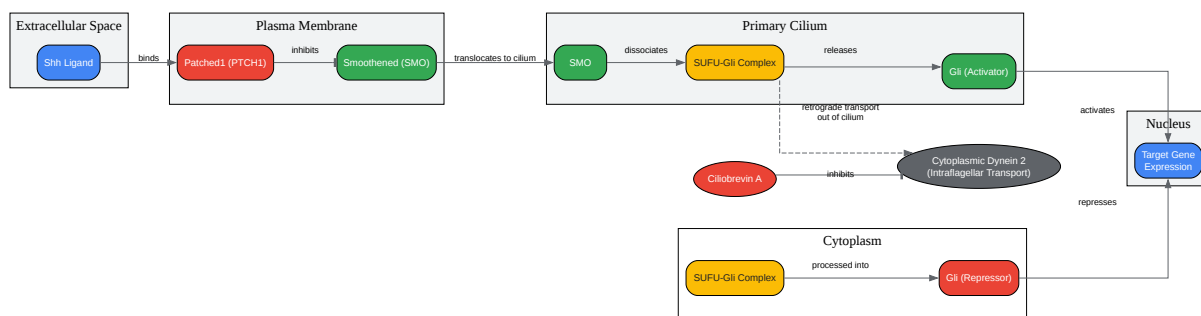 Extracellular Space
Plasma Membrane
Primary Cilium
Shh Ligand
binds
Patched1 (PTCH1)
inhibits
Smoothened (SMO)
translocates to cilium
SMO
dissociates
SUFU-Gli Complex
releases
Gli (Activator)
retrograde transport
out of cilium
activates
Nucleus
Target Gene
Expression
Ciliobrevin A
inhibits
Cytoplasmic Dynein 2
(Intraflagellar Transport)
represses
Cytoplasm
SUFU-Gli Complex
processed into
Gli (Repressor)